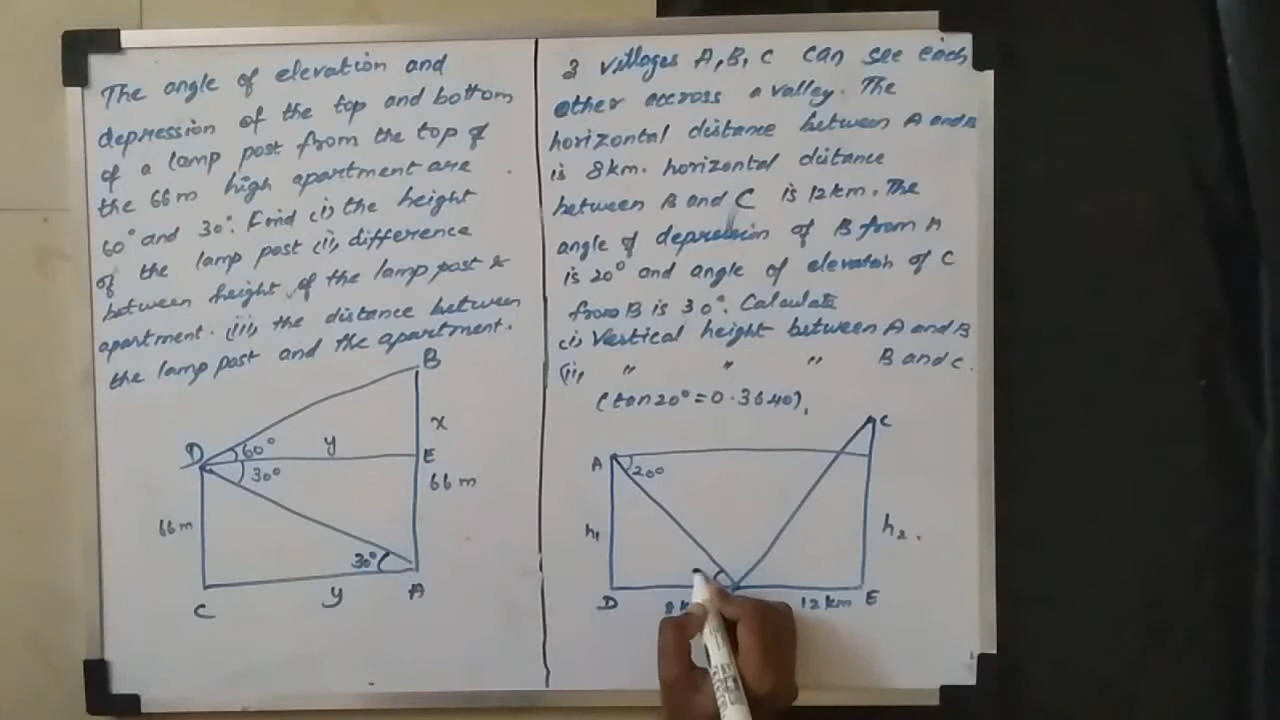 The angle of elevation and
depression of the top and bottom
of a lamp post from the top of
the 66m high apartment are
60° and 30°. Find (i) the height
of the lamp post (ii) difference
between height of the lamp post &
apartment. (iii) the distance between
the lamp post and the apartment.
B
x
D 60° y E
30° 66 m
66 m
30°
C y A
3 villages A, B, C can see each
other accross a valley. The
horizontal distance between A and B
is 8km. horizontal distance
between B and C is 12km. The
angle of depression of B from A
is 20° and angle of elevation of C
from B is 30°. Calculate
(i) Vertical height between A and B
(ii) " " " B and C.
(tan20° = 0.3640).
C
A 20°
h₁ h₂.
D 8 k 12 km E